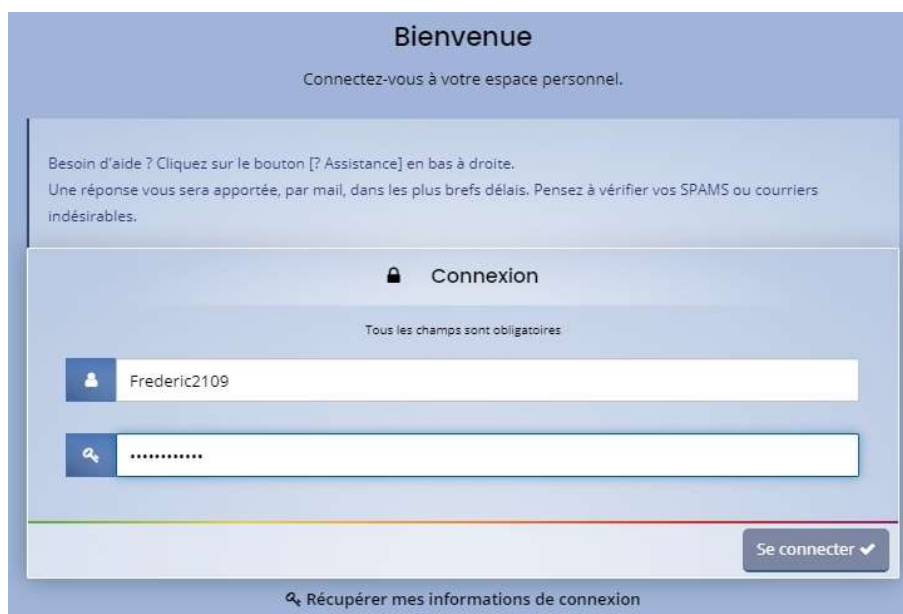 Bienvenue
Connectez-vous à votre espace personnel.
Besoin d'aide ? Cliquez sur le bouton [? Assistance] en bas à droite.
Une réponse vous sera apportée, par mail, dans les plus brefs délais. Pensez à vérifier vos SPAMS ou courriers
indésirables.
Connexion
Tous les champs sont obligatoires
Frederic2109
••••••••••••
Se connecter
Récupérer mes informations de connexion